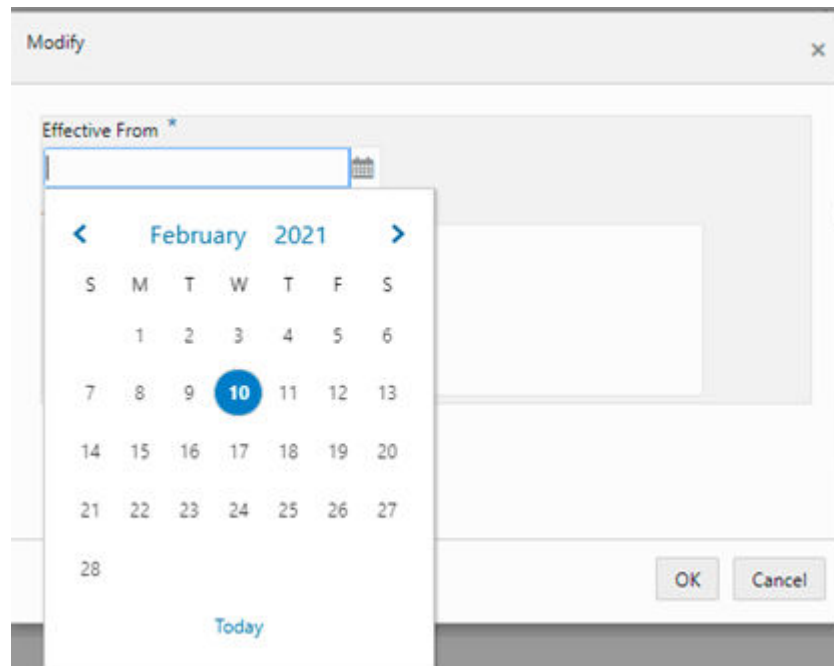 Modify
Effective From *
February 2021
S M T W T F S
1 2 3 4 5 6
7 8 9 10 11 12 13
14 15 16 17 18 19 20
21 22 23 24 25 26 27
28
OK Cancel
Today